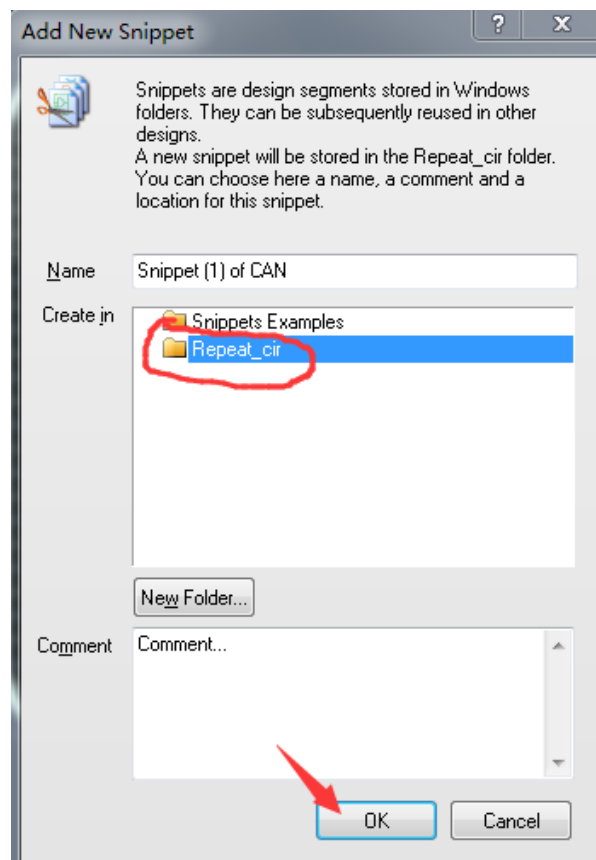 Add New Snippet
? X
Snippets are design segments stored in Windows
folders. They can be subsequently reused in other
designs.
A new snippet will be stored in the Repeat_cir folder.
You can choose here a name, a comment and a
location for this snippet.
Name Snippet (1) of CAN
Create in
Snippets Examples
Repeat_cir
New Folder...
Comment Comment...
OK Cancel